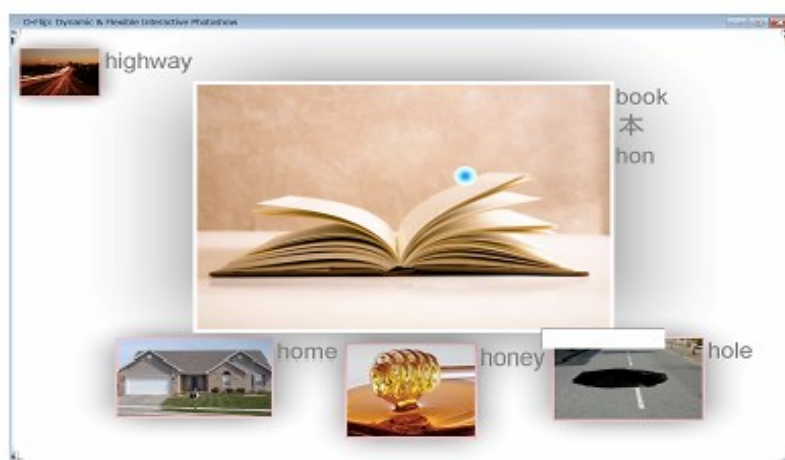 D-Flip: Dynamic & Flexible Interactive Photoshow
highway
book
本
hon
home
honey
hole